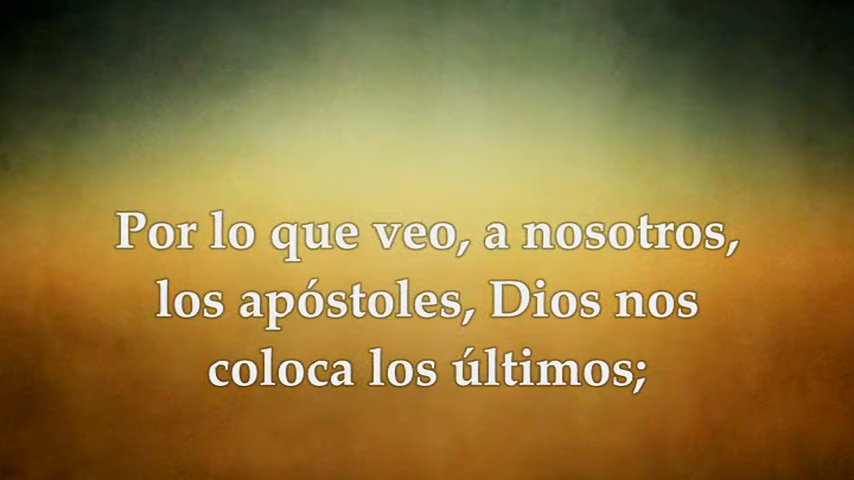 Por lo que veo, a nosotros,
los apóstoles, Dios nos
coloca los últimos;